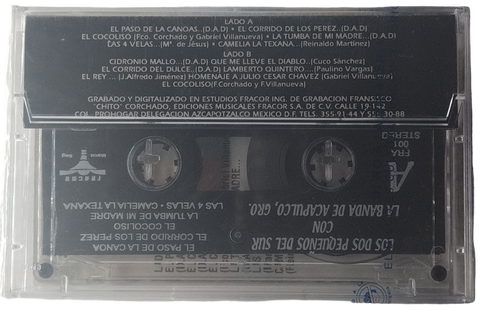 LADO A
EL PASO DE LA CANOAS..(D.A.D) • EL CORRIDO DE LOS PEREZ..(D.A.D)
EL COCOLISO (Fco. Corchado y Gabriel Villanueva) • LA TUMBA DE MI MADRE..(D.A.D)
LAS 4 VELAS..(Mª. de Jesús) • CAMELIA LA TEXANA..(Reinaldo Martínez)
LADO B
CIDRONIO MALLO..(D.A.D) QUE ME LLEVE EL DIABLO..(Cuco Sánchez)
EL CORRIDO DEL DULCE..(D.A.D) LAMBERTO QUINTERO...(Paulino Vargas)
EL REY ...(J.Alfredo Jiménez) HOMENAJE A JULIO CESAR CHAVEZ (Gabriel Villanueva)
EL COCOLISO(F.Corchado y F.Villanueva)
GRABADO Y DIGITALIZADO EN ESTUDIOS FRACOR ING. DE GRABACION FRANSISCO
"CHITO" CORCHADO, EDICIONES MUSICALES FRACOR S.A. DE C.V. CALLE 19-142
COL. PROHOGAR DELEGACION AZCAPOTZALCO MEXICO D.F. TELS. 355-91-44 Y 556-30-88
LOS DOS PEQUEÑOS DEL SUR
CON
LA BANDA DE ACAPULCO, GRO.
A
FRA
001
STEREO
EL PASO DE LA CANOA
EL CORRIDO DE LOS PEREZ
EL COCOLISO
LA TUMBA DE MI MADRE
LAS 4 VELAS • CAMELIA LA TEXANA